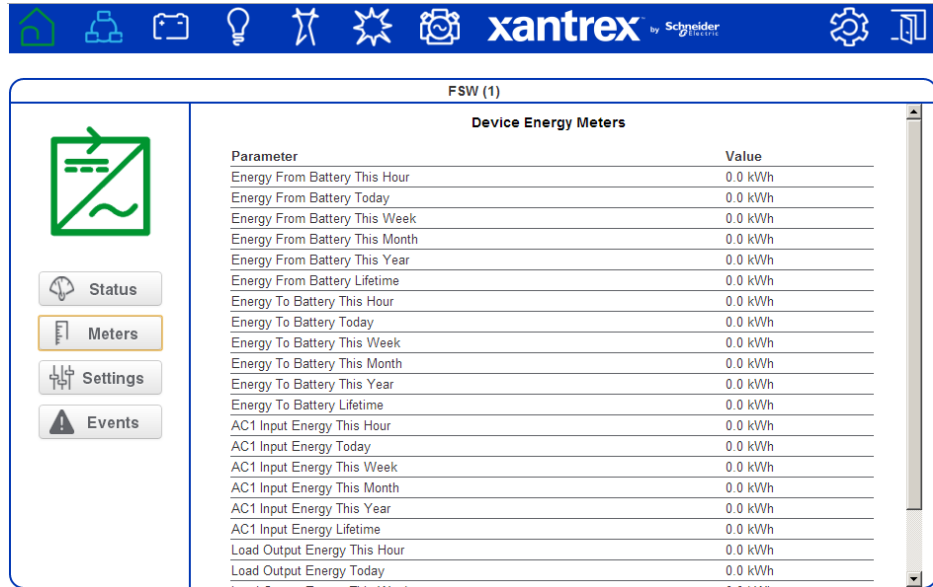 xantrex by Schneider Electric
FSW (1)
Device Energy Meters
Parameter Value
Energy From Battery This Hour 0.0 kWh
Energy From Battery Today 0.0 kWh
Energy From Battery This Week 0.0 kWh
Energy From Battery This Month 0.0 kWh
Energy From Battery This Year 0.0 kWh
Energy From Battery Lifetime 0.0 kWh
Status
Energy To Battery This Hour 0.0 kWh
Energy To Battery Today 0.0 kWh
Meters
Energy To Battery This Week 0.0 kWh
Energy To Battery This Month 0.0 kWh
Settings
Energy To Battery This Year 0.0 kWh
Energy To Battery Lifetime 0.0 kWh
Events
AC1 Input Energy This Hour 0.0 kWh
AC1 Input Energy Today 0.0 kWh
AC1 Input Energy This Week 0.0 kWh
AC1 Input Energy This Month 0.0 kWh
AC1 Input Energy This Year 0.0 kWh
AC1 Input Energy Lifetime 0.0 kWh
Load Output Energy This Hour 0.0 kWh
Load Output Energy Today 0.0 kWh